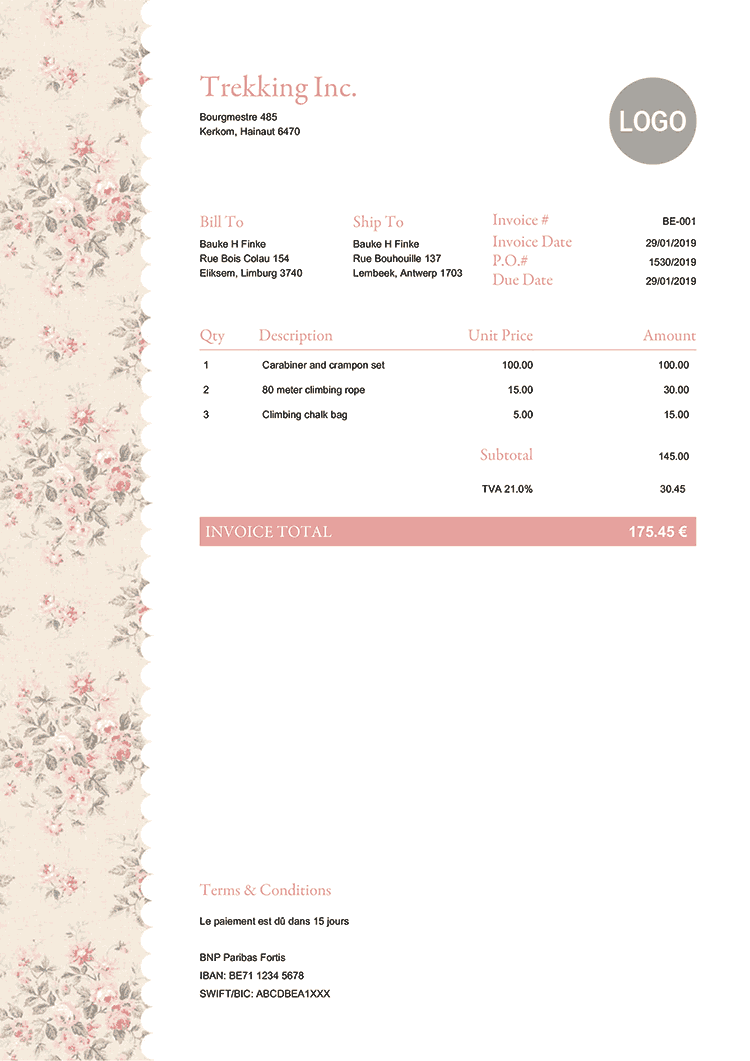 Trekking Inc.
Bourgmestre 485
Kerkom, Hainaut 6470
LOGO
Bill To
Bauke H Finke
Rue Bois Colau 154
Eliksem, Limburg 3740
Ship To
Bauke H Finke
Rue Bouhouille 137
Lembeek, Antwerp 1703
Invoice # BE-001
Invoice Date 29/01/2019
P.O.# 1530/2019
Due Date 29/01/2019
Qty Description Unit Price Amount
1 Carabiner and crampon set 100.00 100.00
2 80 meter climbing rope 15.00 30.00
3 Climbing chalk bag 5.00 15.00
Subtotal 145.00
TVA 21.0% 30.45
INVOICE TOTAL 175.45 €
Terms & Conditions
Le paiement est dû dans 15 jours
BNP Paribas Fortis
IBAN: BE71 1234 5678
SWIFT/BIC: ABCDBEA1XXX